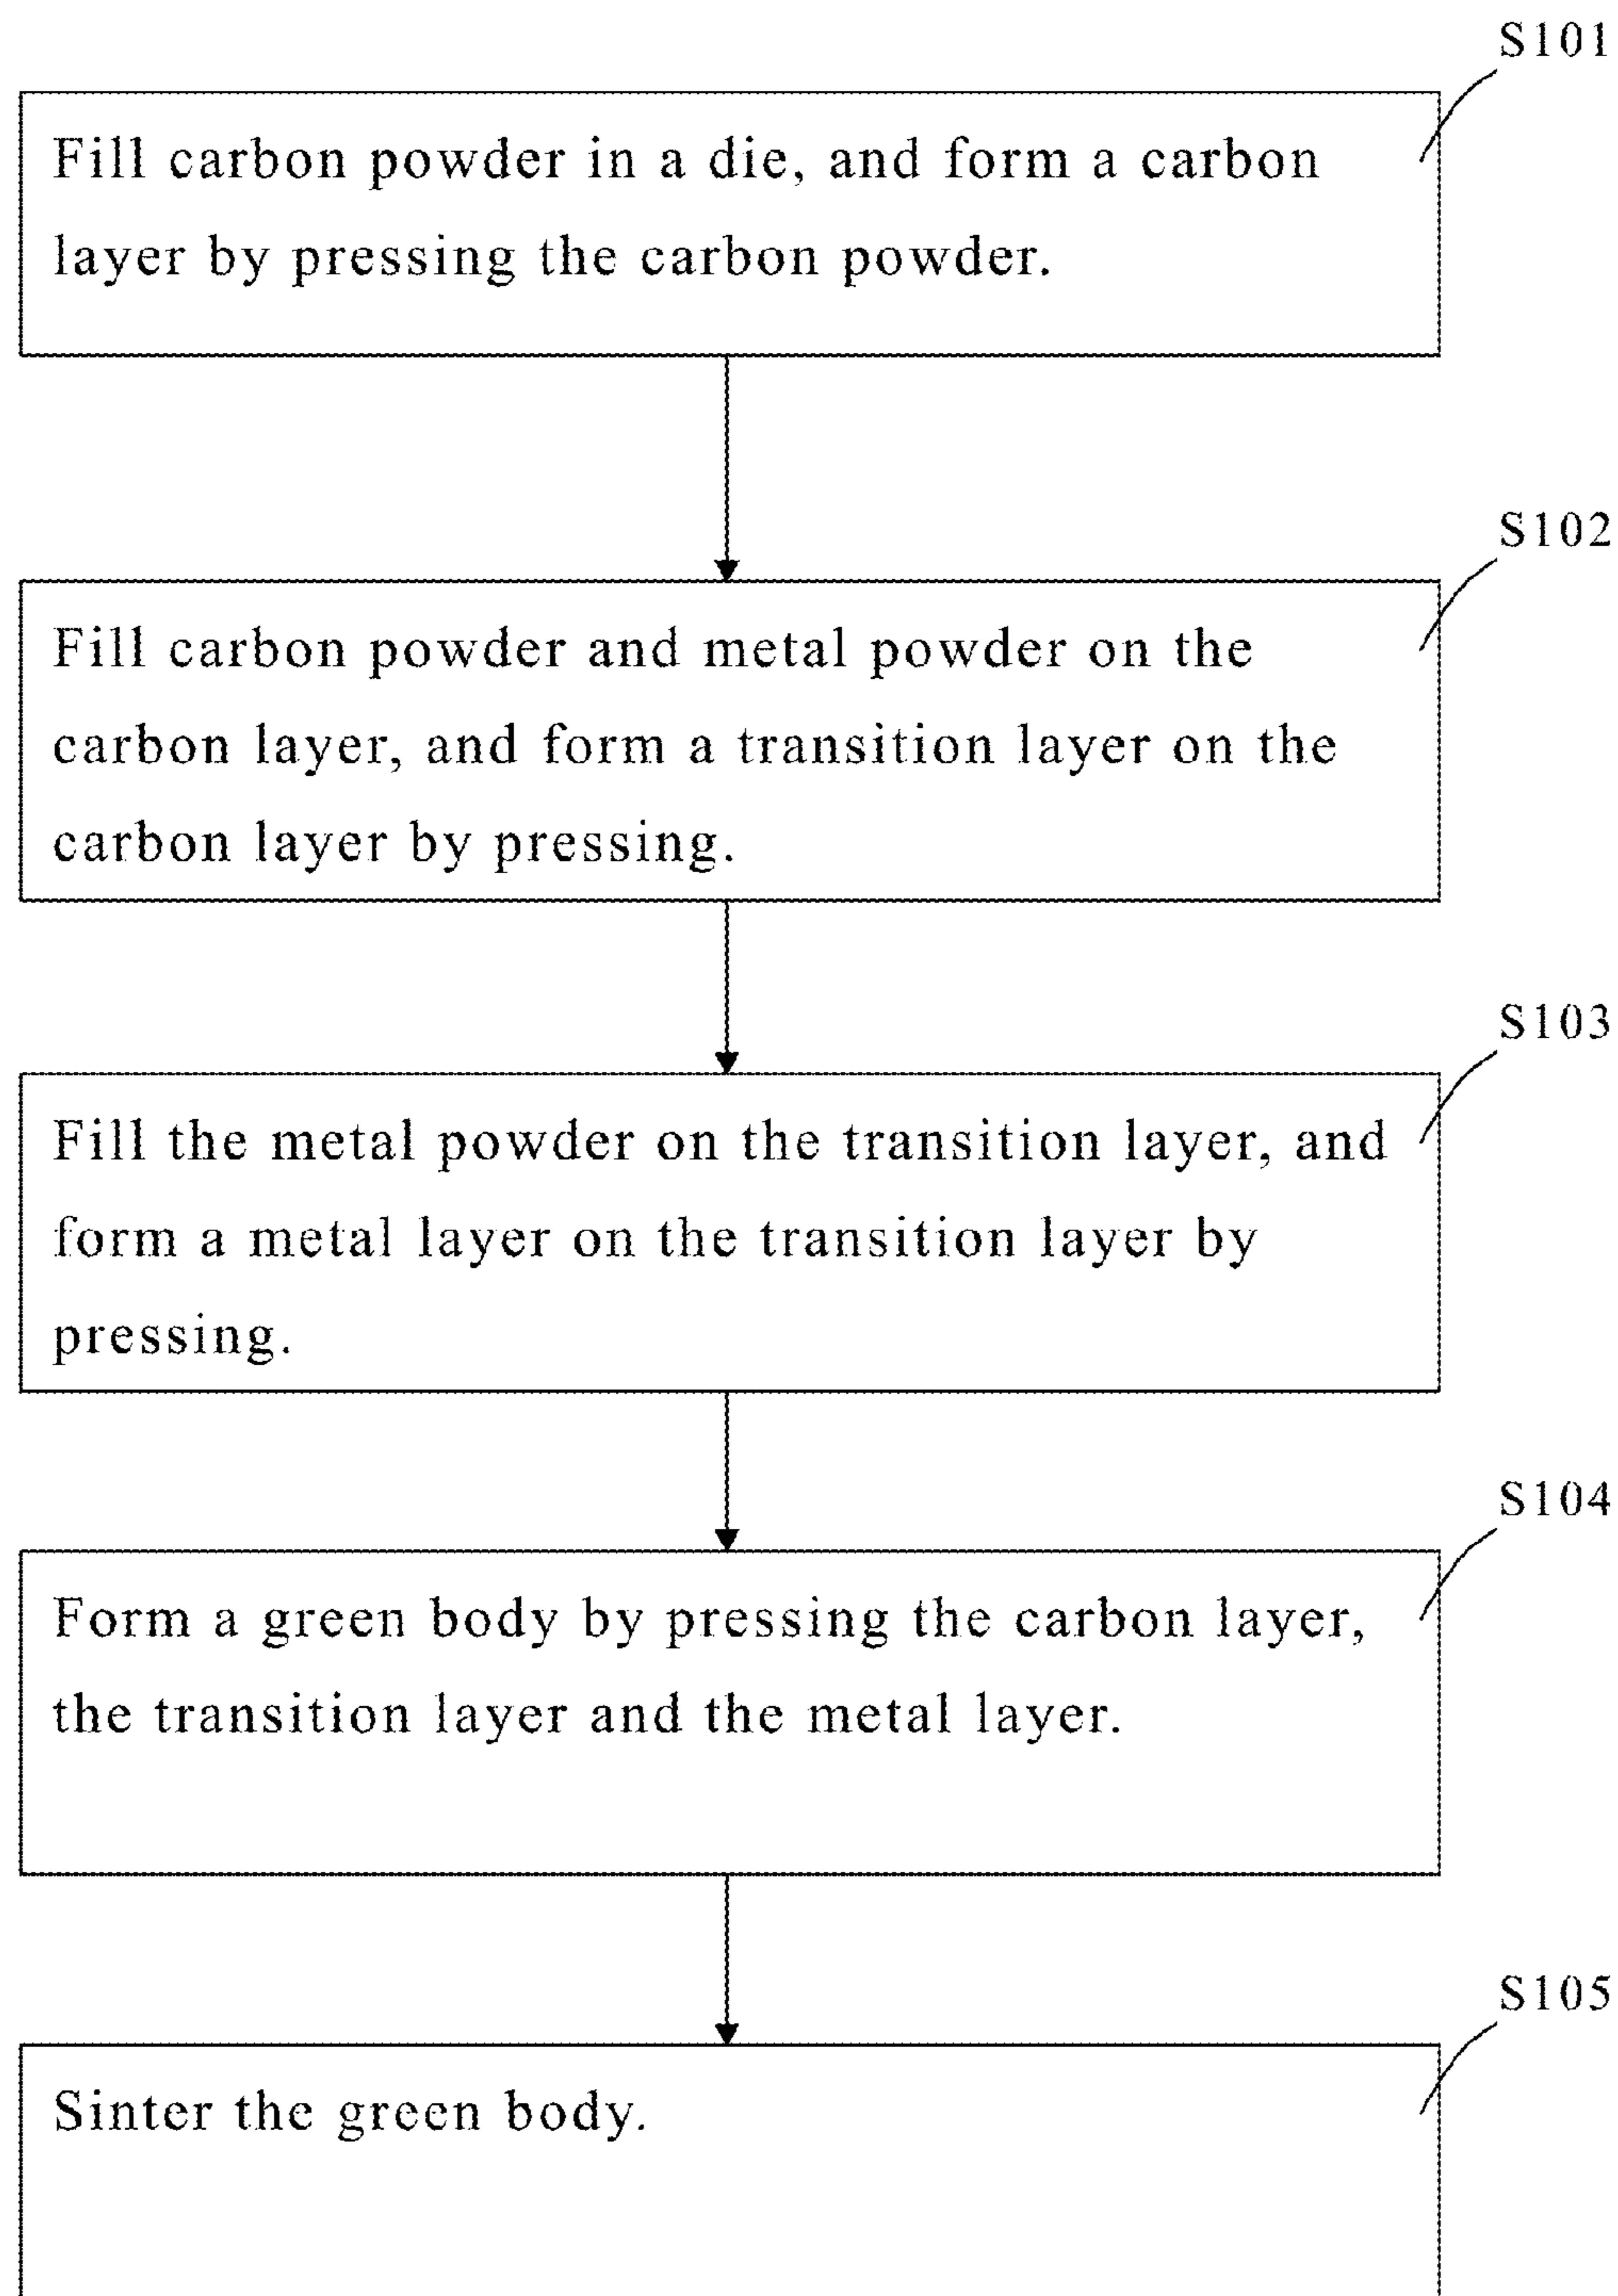 S101
Fill carbon powder in a die, and form a carbon
layer by pressing the carbon powder.
S102
Fill carbon powder and metal powder on the
carbon layer, and form a transition layer on the
carbon layer by pressing.
S103
Fill the metal powder on the transition layer, and
form a metal layer on the transition layer by
pressing.
S104
Form a green body by pressing the carbon layer,
the transition layer and the metal layer.
S105
Sinter the green body.